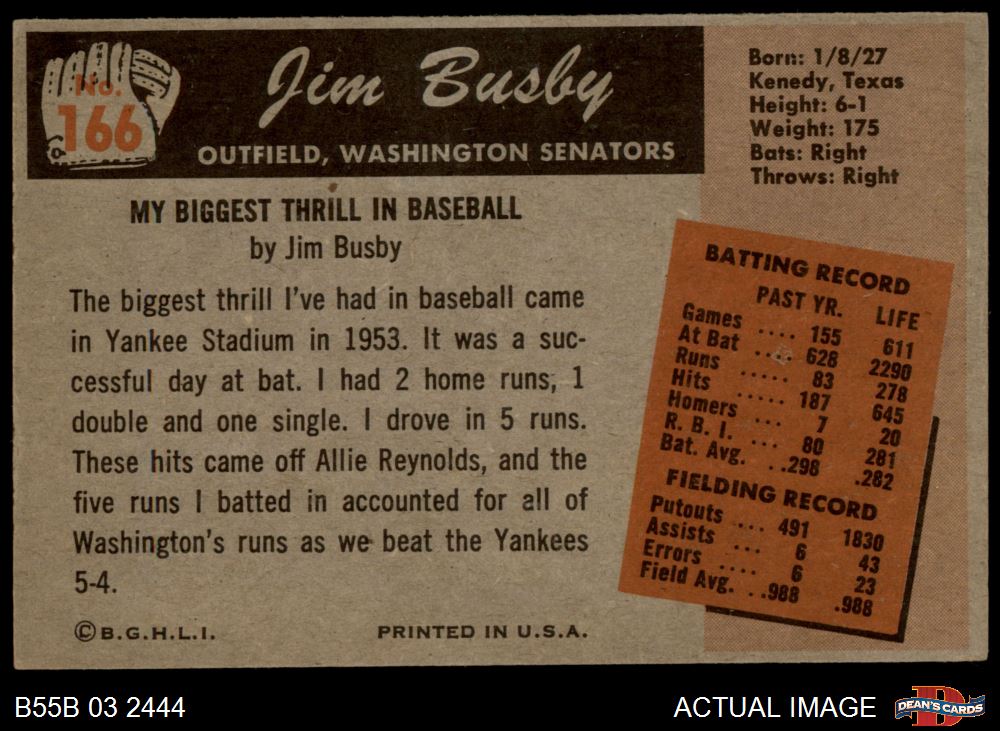 No.
166
Jim Busby
OUTFIELD, WASHINGTON SENATORS
Born: 1/8/27
Kenedy, Texas
Height: 6-1
Weight: 175
Bats: Right
Throws: Right
MY BIGGEST THRILL IN BASEBALL
by Jim Busby
The biggest thrill I've had in baseball came
in Yankee Stadium in 1953. It was a suc-
cessful day at bat. I had 2 home runs, 1
double and one single. I drove in 5 runs.
These hits came off Allie Reynolds, and the
five runs I batted in accounted for all of
Washington's runs as we beat the Yankees
5-4.
© B.G.H.L.I.
PRINTED IN U.S.A.
BATTING RECORD
PAST YR. LIFE
Games .... 155 611
At Bat .... 628 2290
Runs ..... 83 278
Hits ..... 187 645
Homers ... 7 20
R. B. I. ... 80 281
Bat. Avg. . .298 .282
FIELDING RECORD
Putouts ... 491 1830
Assists ... 6 43
Errors .... 6 23
Field Avg. . .988 .988
B55B 03 2444
ACTUAL IMAGE
D
DEAN'S CARDS